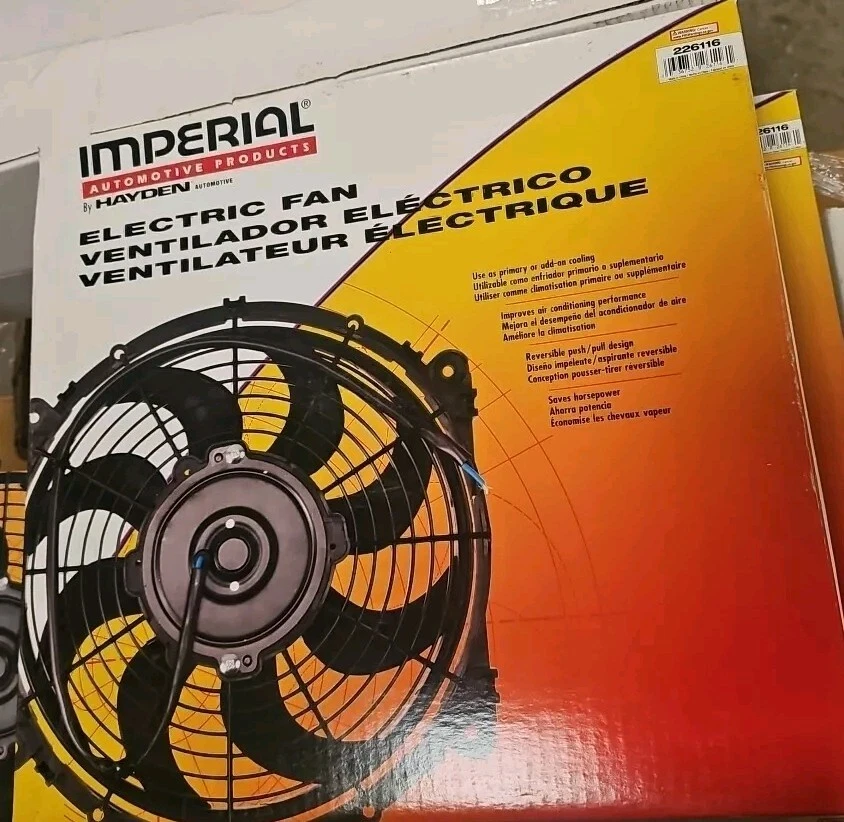 IMPERIAL®
AUTOMOTIVE PRODUCTS
By HAYDEN AUTOMOTIVE
ELECTRIC FAN
VENTILADOR ELÉCTRICO
VENTILATEUR ÉLECTRIQUE
Use as primary or add-on cooling
Utilizable como enfriador primario o suplementario
Utiliser comme climatisation primaire ou supplémentaire
Improves air conditioning performance
Mejora el desempeño del acondicionador de aire
Améliore la climatisation
Reversible push/pull design
Diseño impelente/aspirante reversible
Conception pousser-tirer réversible
Saves horsepower
Ahorra potencia
Économise les chevaux vapeur
WARNING
226116
26116